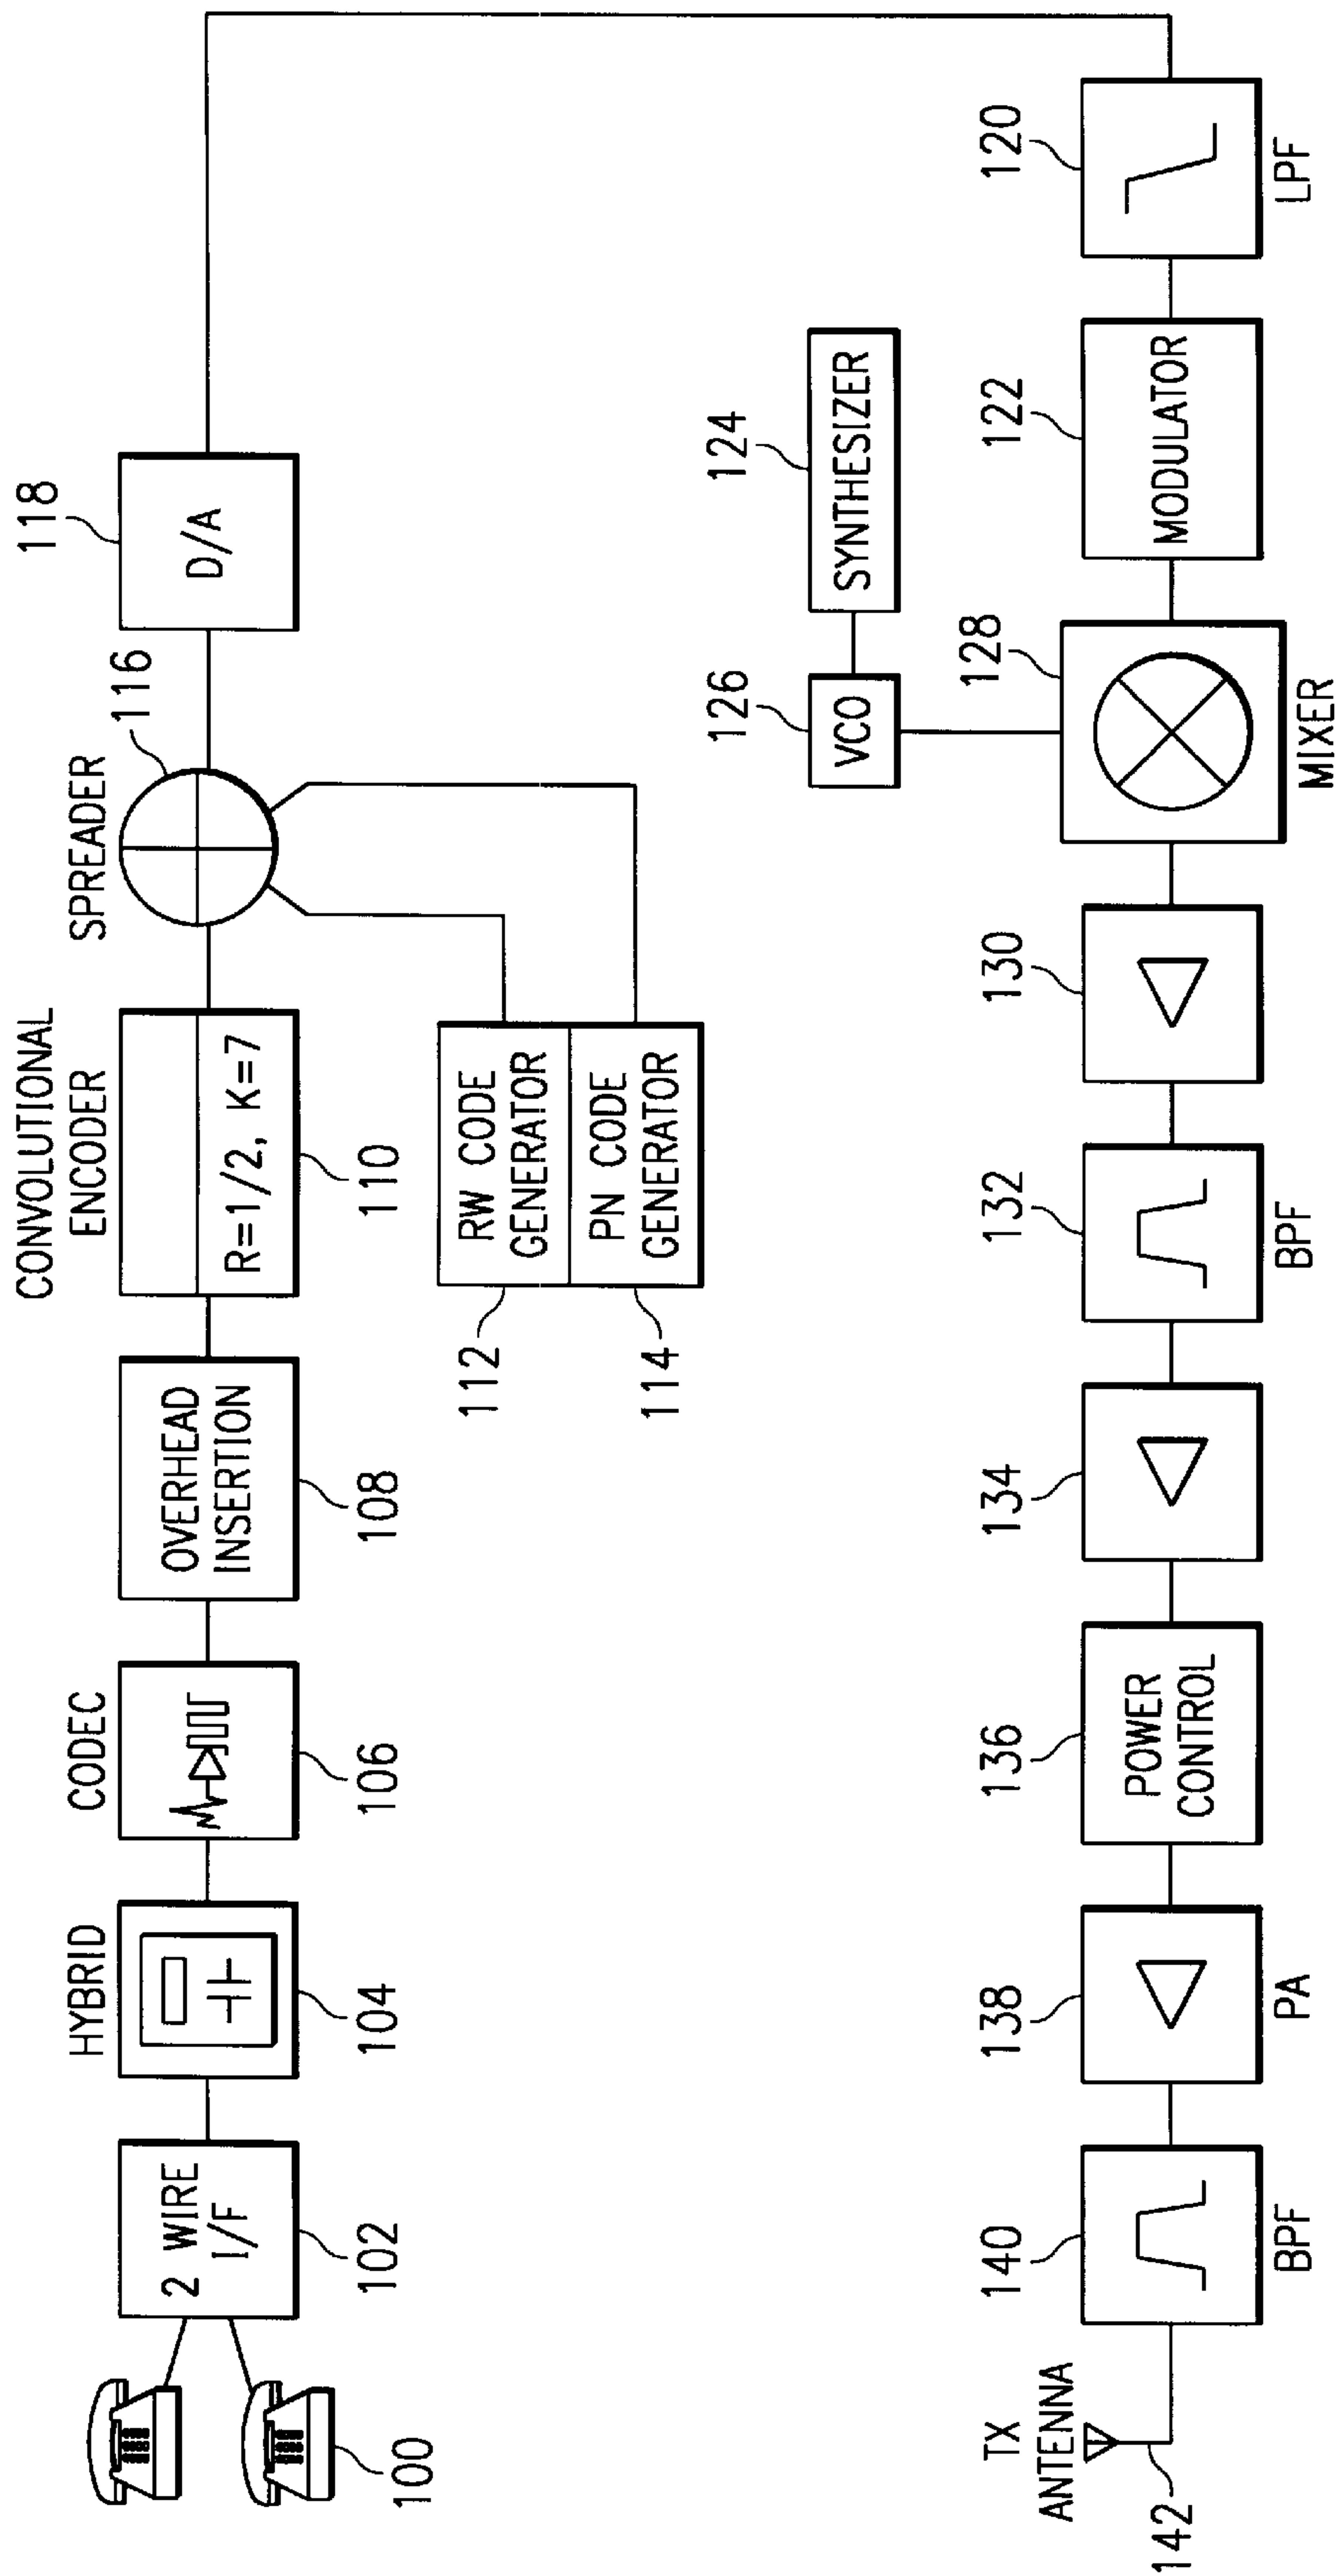 HYBRID
CODEC
CONVOLUTIONAL
ENCODER
SPREADER
116
118
2 WIRE
I/F
OVERHEAD
INSERTION
R=1/2, K=7
D/A
100
102
104
106
108
110
112
RW CODE
GENERATOR
114
PN CODE
GENERATOR
124
SYNTHESIZER
126
VCO
TX
ANTENNA
142
140
138
136
134
132
130
128
122
120
POWER
CONTROL
MODULATOR
BPF
PA
BPF
MIXER
LPF